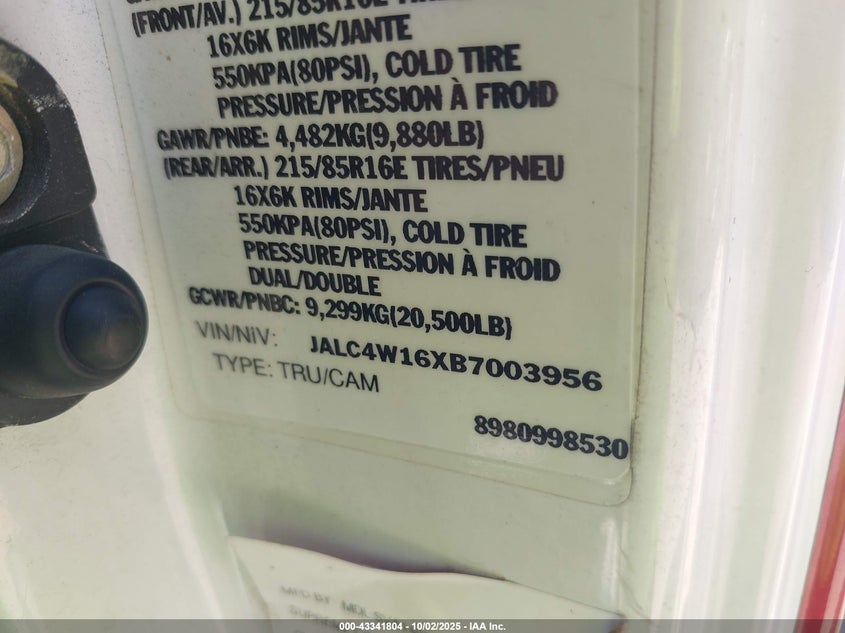 (FRONT/AV.) 215/85R16E
16X6K RIMS/JANTE
550KPA(80PSI), COLD TIRE
PRESSURE/PRESSION À FROID
GAWR/PNBE: 4,482KG(9,880LB)
(REAR/ARR.) 215/85R16E TIRES/PNEU
16X6K RIMS/JANTE
550KPA(80PSI), COLD TIRE
PRESSURE/PRESSION À FROID
DUAL/DOUBLE
GCWR/PNBC: 9,299KG(20,500LB)
VIN/NIV: JALC4W16XB7003956
TYPE: TRU/CAM
8980998530
MFD BY
000-43341804 | 10/02/2025 - IAA Inc.